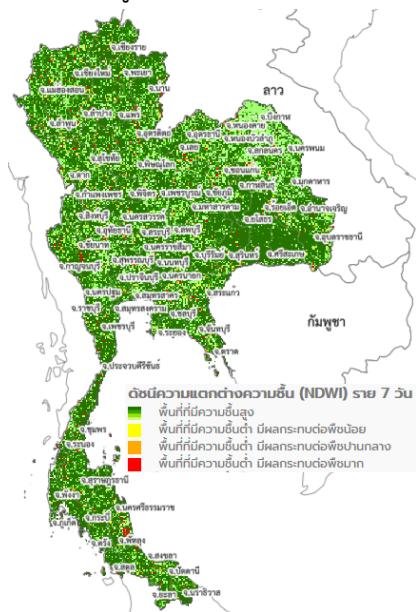 จ.เชียงราย
จ.เชียงใหม่ จ.พะเยา
จ.แม่ฮ่องสอน จ.น่าน
ลาว
จ.ลำปาง จ.แพร่
จ.ลำพูน
จ.บึงกาฬ
จ.หนองคาย
จ.อุตรดิตถ์ จ.อุดรธานี จ.หนองบัวลำภู
จ.เลย จ.สกลนคร จ.นครพนม
จ.สุโขทัย จ.พิษณุโลก
จ.ตาก จ.ขอนแก่น จ.มุกดาหาร
จ.กำแพงเพชร จ.พิจิตร จ.เพชรบูรณ์ จ.ชัยภูมิ จ.กาฬสินธุ์
จ.มหาสารคาม จ.ร้อยเอ็ด จ.อำนาจเจริญ
จ.สิงห์บุรี จ.นครสวรรค์ จ.ยโสธร
จ.อุทัยธานี จ.สระบุรี จ.ลพบุรี
จ.อุบลราชธานี
จ.ชัยนาท จ.นครราชสีมา จ.บุรีรัมย์ จ.สุรินทร์ จ.ศรีสะเกษ
จ.กาญจนบุรี จ.สุพรรณบุรี จ.นนทบุรี
จ.ปราจีนบุรี จ.นครนายก
จ.นครปฐม จ.สมุทรสาคร จ.สระแก้ว
จ.ราชบุรี จ.สมุทรสงคราม จ.ชลบุรี
กัมพูชา
จ.เพชรบุรี จ.ระยอง จ.จันทบุรี
จ.ตราด
จ.ประจวบคีรีขันธ์
ดัชนีความแตกต่างความชื้น (NDWI) ราย 7 วัน
พื้นที่ที่มีความชื้นสูง
พื้นที่ที่มีความชื้นต่ำ มีผลกระทบต่อพืชน้อย
พื้นที่ที่มีความชื้นต่ำ มีผลกระทบต่อพืชปานกลาง
พื้นที่ที่มีความชื้นต่ำ มีผลกระทบต่อพืชมาก
จ.ชุมพร
จ.ระนอง
จ.สุราษฎร์ธานี
จ.พังงา จ.นครศรีธรรมราช
จ.ภูเก็ต จ.กระบี่
จ.ตรัง จ.พัทลุง
จ.สงขลา
จ.สตูล จ.ปัตตานี
จ.ยะลา จ.นราธิวาส